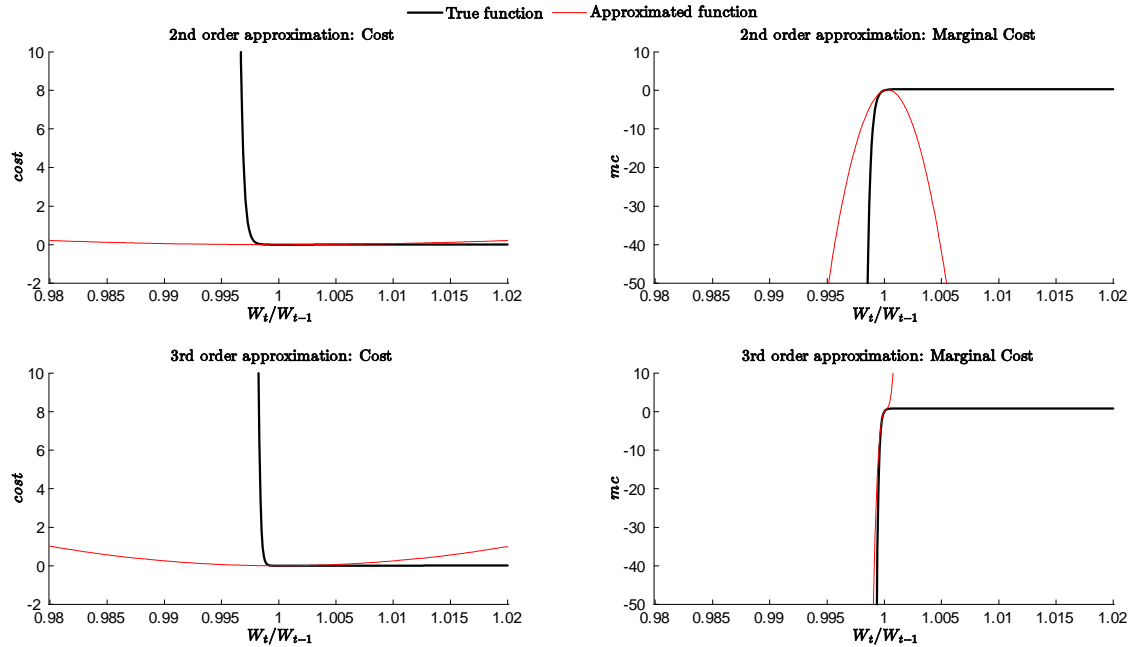 True function Approximated function
2nd order approximation: Cost
10
8
6
4
2
0
-2
cost
0.98 0.985 0.99 0.995 1 1.005 1.01 1.015 1.02
W_t/W_{t-1}
2nd order approximation: Marginal Cost
10
0
-10
-20
-30
-40
-50
mc
0.98 0.985 0.99 0.995 1 1.005 1.01 1.015 1.02
W_t/W_{t-1}
3rd order approximation: Cost
10
8
6
4
2
0
-2
cost
0.98 0.985 0.99 0.995 1 1.005 1.01 1.015 1.02
W_t/W_{t-1}
3rd order approximation: Marginal Cost
10
0
-10
-20
-30
-40
-50
mc
0.98 0.985 0.99 0.995 1 1.005 1.01 1.015 1.02
W_t/W_{t-1}